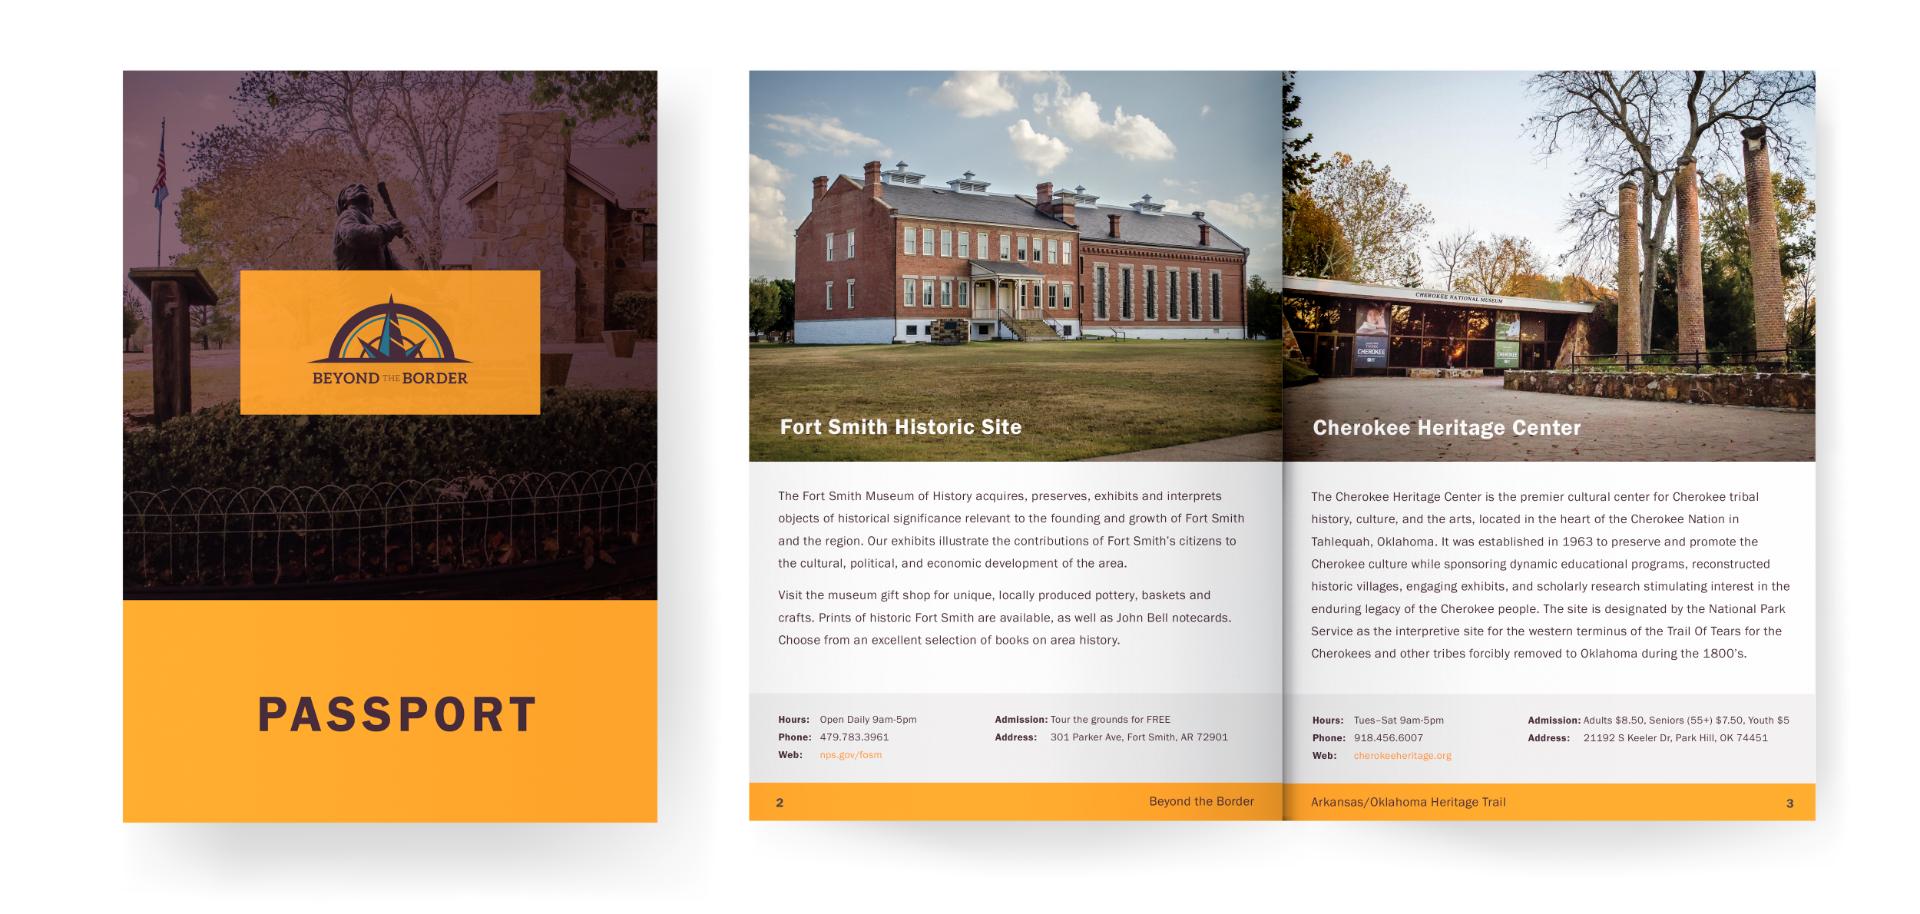 BEYOND THE BORDER
PASSPORT
CHEROKEE NATIONAL MUSEUM
CHEROKEE
Fort Smith Historic Site
The Fort Smith Museum of History acquires, preserves, exhibits and interprets
objects of historical significance relevant to the founding and growth of Fort Smith
and the region. Our exhibits illustrate the contributions of Fort Smith's citizens to
the cultural, political, and economic development of the area.
Visit the museum gift shop for unique, locally produced pottery, baskets and
crafts. Prints of historic Fort Smith are available, as well as John Bell notecards.
Choose from an excellent selection of books on area history.
Hours: Open Daily 9am-5pm
Phone: 479.783.3961
Web: nps.gov/fosm
Admission: Tour the grounds for FREE
Address: 301 Parker Ave, Fort Smith, AR 72901
2
Beyond the Border
Cherokee Heritage Center
The Cherokee Heritage Center is the premier cultural center for Cherokee tribal
history, culture, and the arts, located in the heart of the Cherokee Nation in
Tahlequah, Oklahoma. It was established in 1963 to preserve and promote the
Cherokee culture while sponsoring dynamic educational programs, reconstructed
historic villages, engaging exhibits, and scholarly research stimulating interest in the
enduring legacy of the Cherokee people. The site is designated by the National Park
Service as the interpretive site for the western terminus of the Trail Of Tears for the
Cherokees and other tribes forcibly removed to Oklahoma during the 1800's.
Hours: Tues–Sat 9am-5pm
Phone: 918.456.6007
Web: cherokeeheritage.org
Admission: Adults $8.50, Seniors (55+) $7.50, Youth $5
Address: 21192 S Keeler Dr, Park Hill, OK 74451
Arkansas/Oklahoma Heritage Trail
3